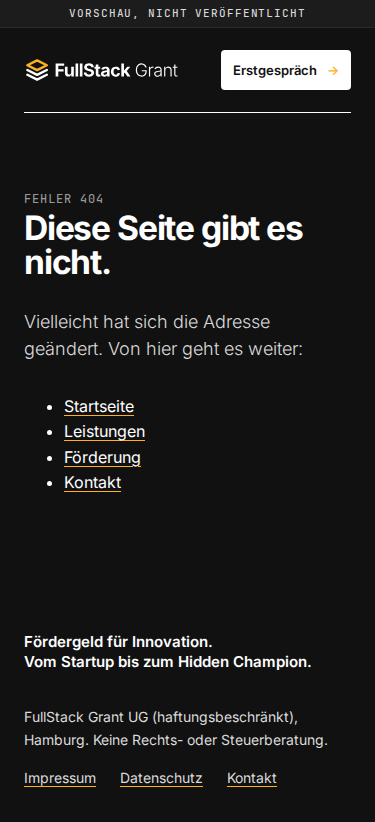 VORSCHAU, NICHT VERÖFFENTLICHT
FullStack Grant
Erstgespräch →
FEHLER 404
Diese Seite gibt es
nicht.
Vielleicht hat sich die Adresse
geändert. Von hier geht es weiter:
• Startseite
• Leistungen
• Förderung
• Kontakt
Fördergeld für Innovation.
Vom Startup bis zum Hidden Champion.
FullStack Grant UG (haftungsbeschränkt),
Hamburg. Keine Rechts- oder Steuerberatung.
Impressum Datenschutz Kontakt